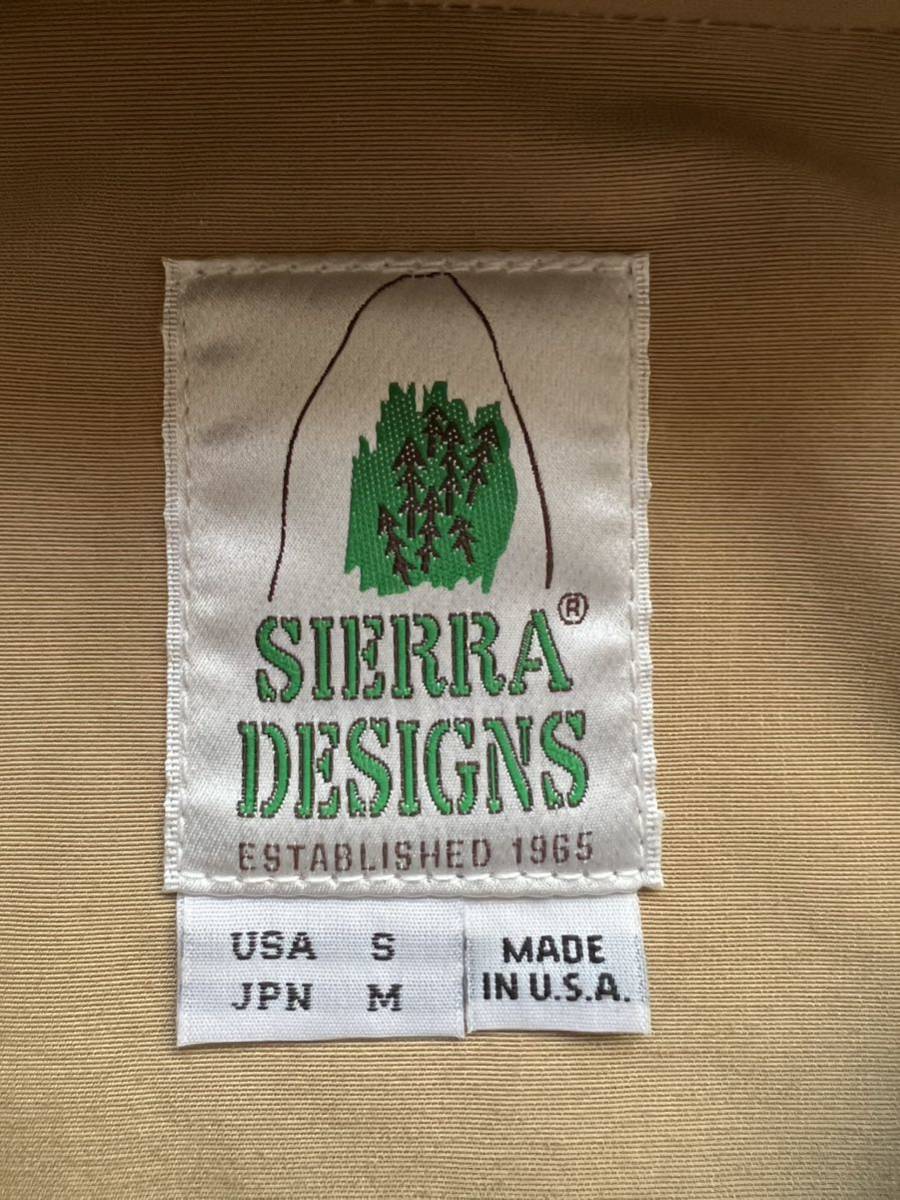 SIERRA®
DESIGNS
ESTABLISHED 1965
USA S
JPN M
MADE
IN U.S.A.